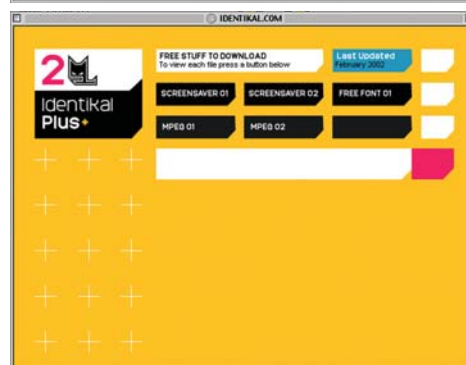 IDENTIKAL.COM
2
Identikal
Plus+
FREE STUFF TO DOWNLOAD
To view each file press a button below
Last Updated
February 2002
SCREENSAVER 01
SCREENSAVER 02
FREE FONT 01
MPEG 01
MPEG 02